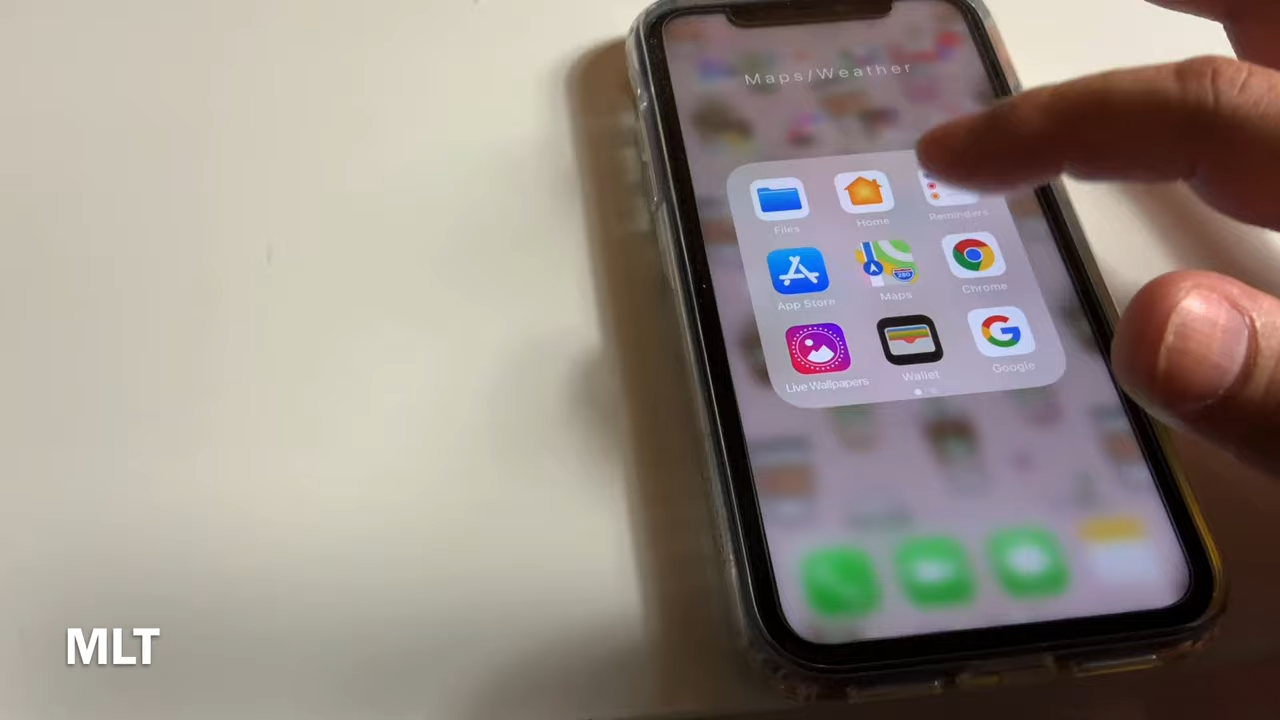 Maps/Weather
Files
Home
Reminders
App Store
Maps
Chrome
Live Wallpapers
Wallet
Google
MLT